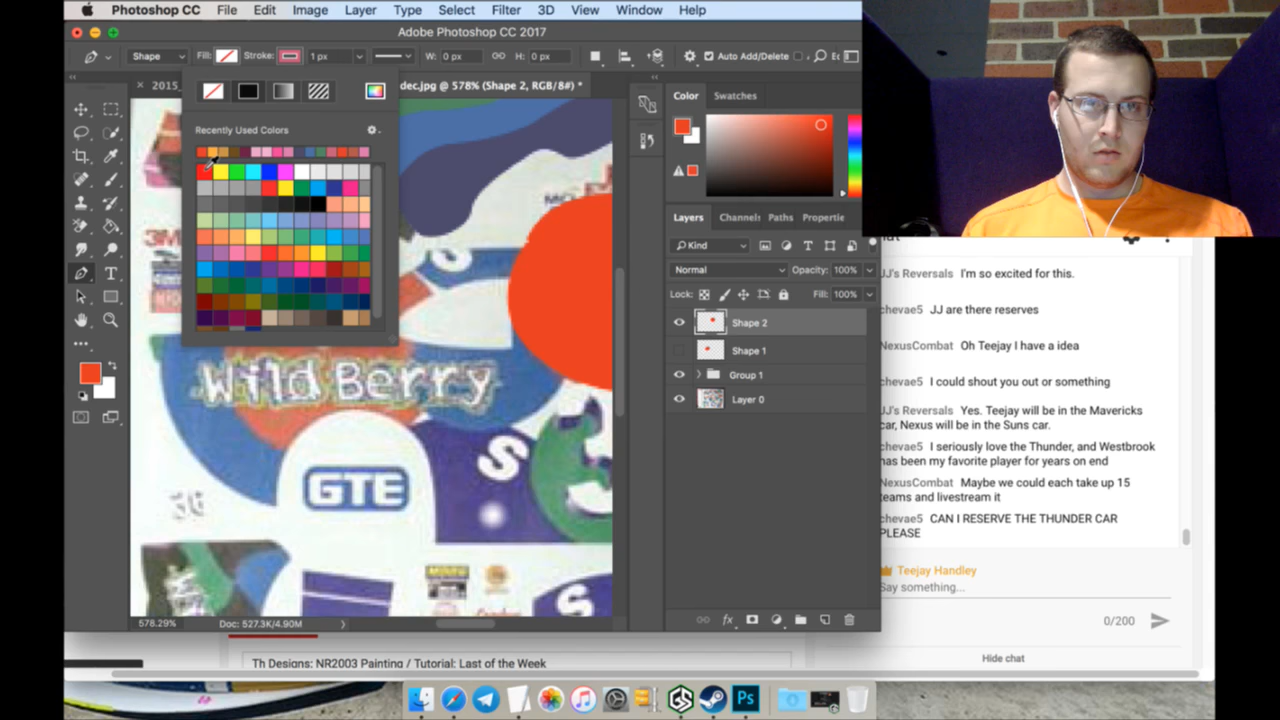 Photoshop CC File Edit Image Layer Type Select Filter 3D View Window Help
Adobe Photoshop CC 2017
Shape Fill: Stroke: 1 px W: 0 px H: 0 px Auto Add/Delete
2015_ dec.jpg @ 578% (Shape 2, RGB/8#) *
Recently Used Colors
Color Swatches
Layers Channels Paths Propertie
Kind
Normal Opacity: 100%
Lock: Fill: 100%
Shape 2
Shape 1
Group 1
Layer 0
3M
Wild Berry
GTE
S
S
578.29% Doc: 527.3K/4.90M
JJ's Reversals I'm so excited for this.
chevae5 JJ are there reserves
NexusCombat Oh Teejay I have a idea
chevae5 I could shout you out or something
JJ's Reversals Yes. Teejay will be in the Mavericks
car, Nexus will be in the Suns car.
chevae5 I seriously love the Thunder, and Westbrook
has been my favorite player for years on end
NexusCombat Maybe we could each take up 15
teams and livestream it
chevae5 CAN I RESERVE THE THUNDER CAR
PLEASE
Teejay Handley
Say something...
0/200
Hide chat
Th Designs: NR2003 Painting / Tutorial: Last of the Week
Ps